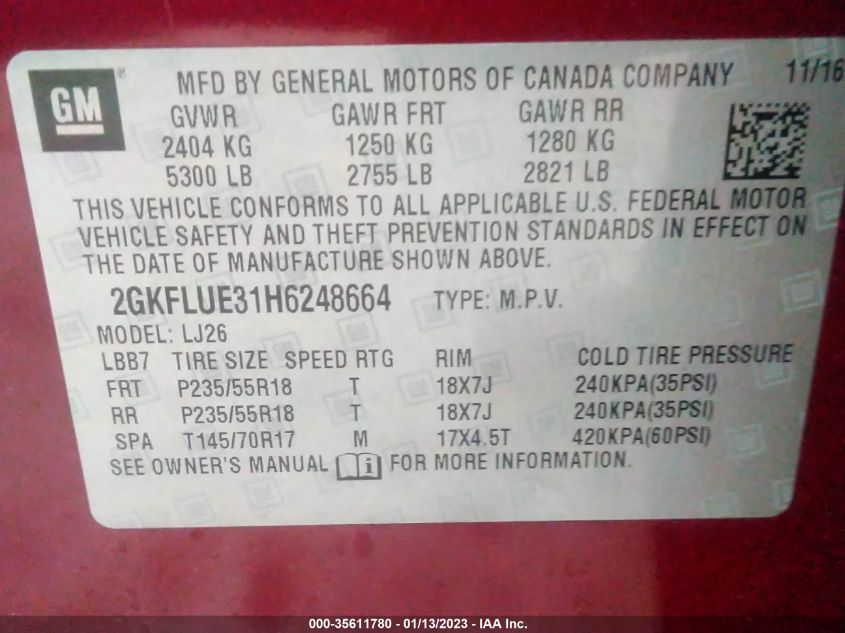 GM ® MFD BY GENERAL MOTORS OF CANADA COMPANY 11/16
GVWR GAWR FRT GAWR RR
2404 KG 1250 KG 1280 KG
5300 LB 2755 LB 2821 LB
THIS VEHICLE CONFORMS TO ALL APPLICABLE U.S. FEDERAL MOTOR
VEHICLE SAFETY AND THEFT PREVENTION STANDARDS IN EFFECT ON
THE DATE OF MANUFACTURE SHOWN ABOVE.
2GKFLUE31H6248664 TYPE: M.P.V.
MODEL: LJ26
LBB7 TIRE SIZE SPEED RTG RIM COLD TIRE PRESSURE
FRT P235/55R18 T 18X7J 240KPA(35PSI)
RR P235/55R18 T 18X7J 240KPA(35PSI)
SPA T145/70R17 M 17X4.5T 420KPA(60PSI)
SEE OWNER'S MANUAL i FOR MORE INFORMATION.
000-35611780 - 01/13/2023 - IAA Inc.